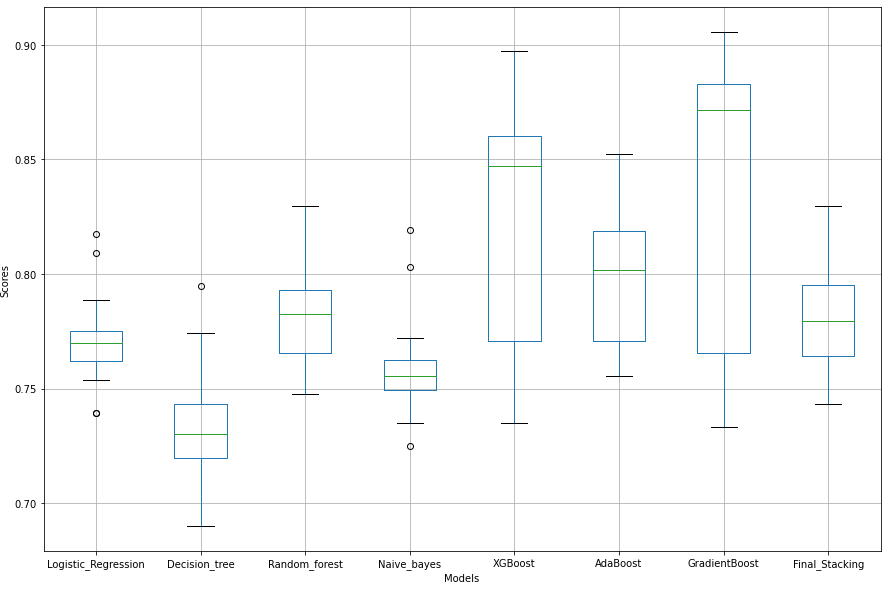 Scores
0.90
0.85
0.80
0.75
0.70
Logistic_Regression Decision_tree Random_forest Naive_bayes XGBoost AdaBoost GradientBoost Final_Stacking
Models